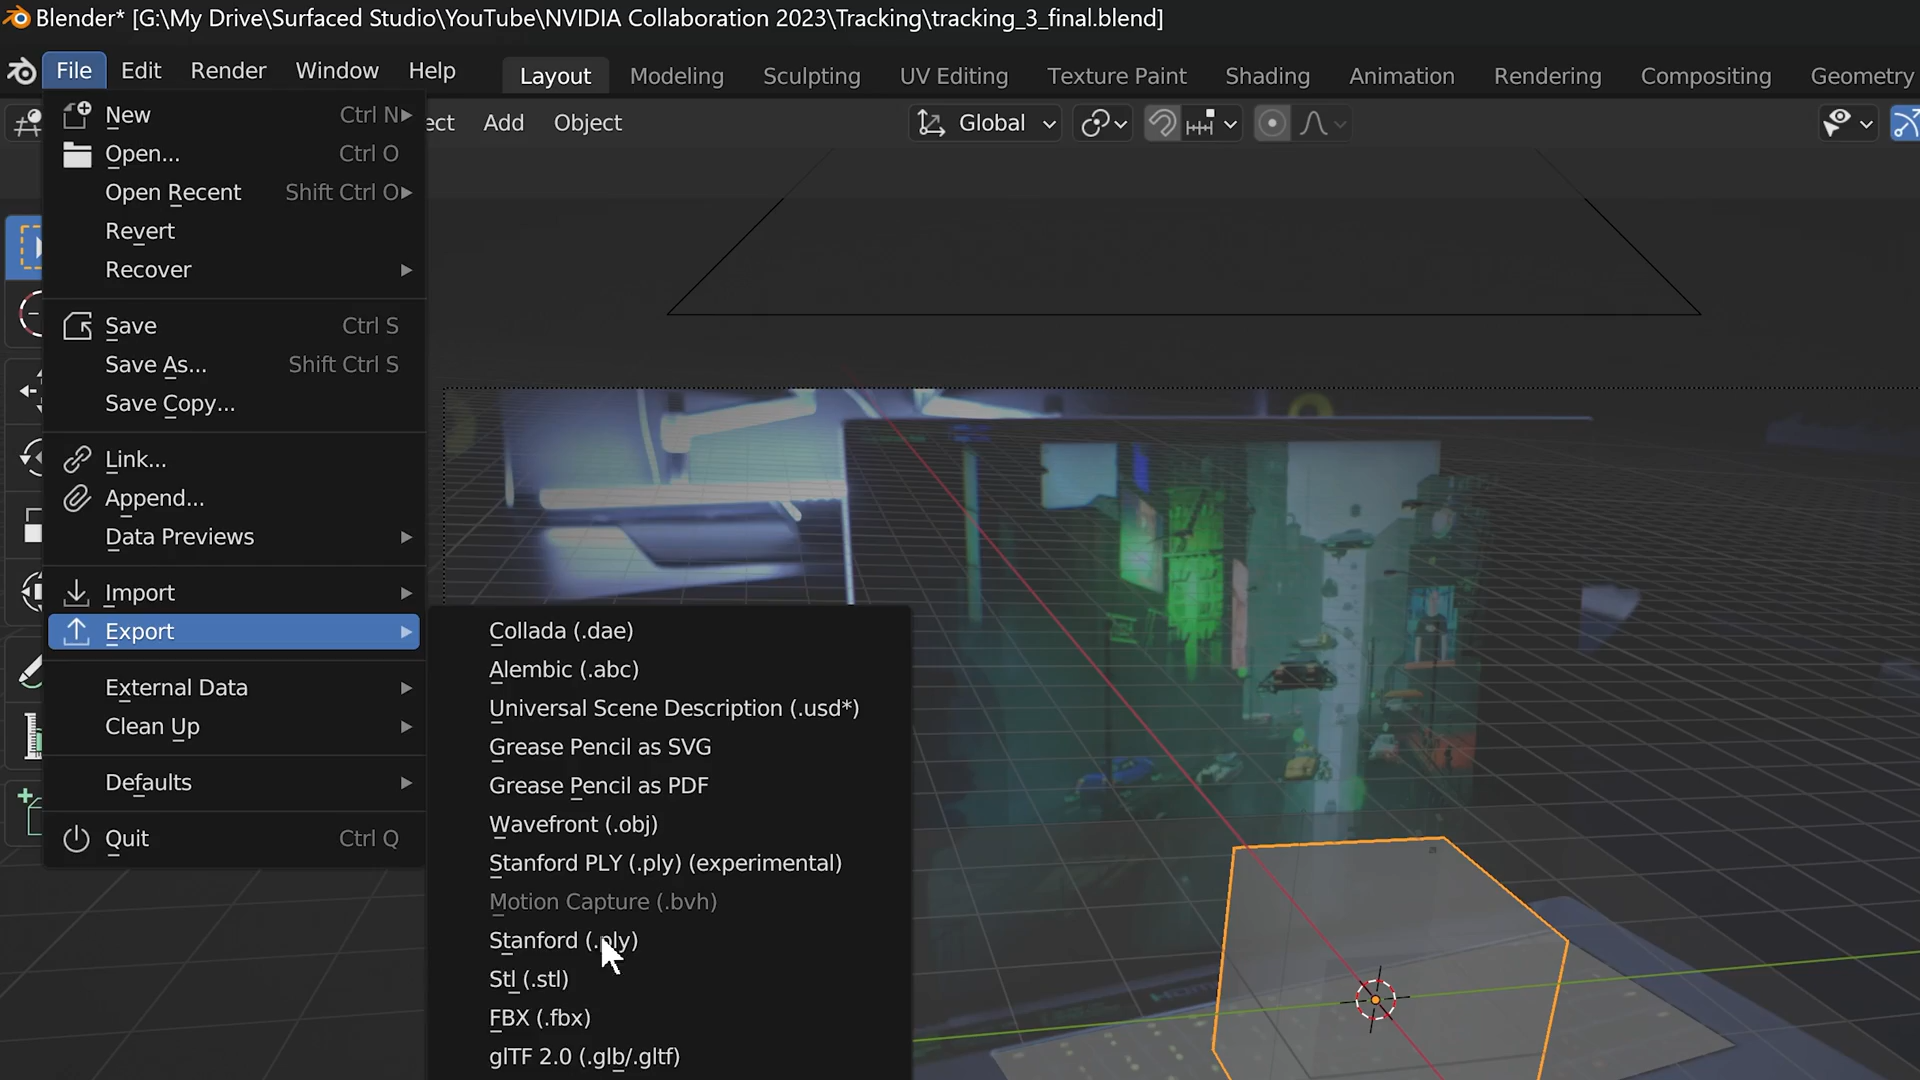 Blender* [G:\My Drive\Surfaced Studio\YouTube\NVIDIA Collaboration 2023\Tracking\tracking_3_final.blend]
File Edit Render Window Help Layout Modeling Sculpting UV Editing Texture Paint Shading Animation Rendering Compositing Geometry
ect Add Object Global
New Ctrl N
Open... Ctrl O
Open Recent Shift Ctrl O
Revert
Recover
Save Ctrl S
Save As... Shift Ctrl S
Save Copy...
Link...
Append...
Data Previews
Import
Export
External Data
Clean Up
Defaults
Quit Ctrl Q
Collada (.dae)
Alembic (.abc)
Universal Scene Description (.usd*)
Grease Pencil as SVG
Grease Pencil as PDF
Wavefront (.obj)
Stanford PLY (.ply) (experimental)
Motion Capture (.bvh)
Stanford (.ply)
Stl (.stl)
FBX (.fbx)
glTF 2.0 (.glb/.gltf)